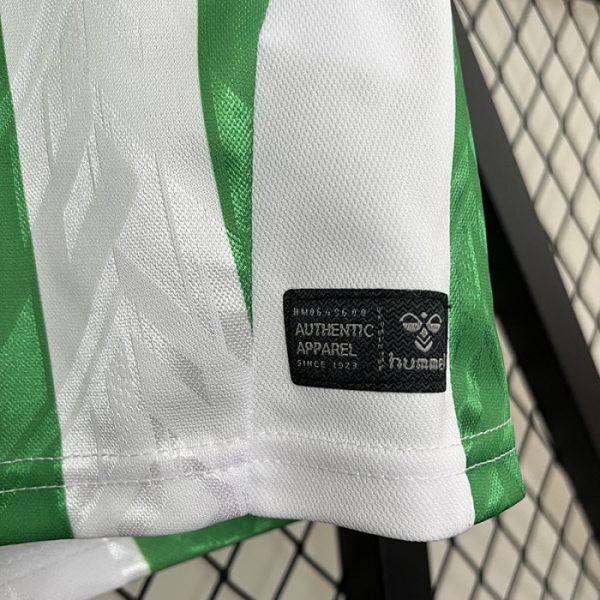 AUTHENTIC
APPAREL
SINCE 1923
hummel